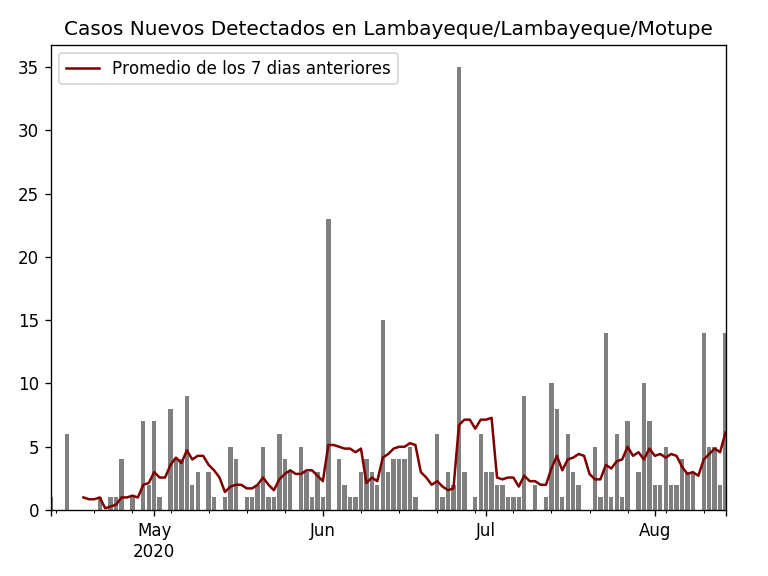 Casos Nuevos Detectados en Lambayeque/Lambayeque/Motupe
Promedio de los 7 dias anteriores
35
30
25
20
15
10
5
0
May
2020
Jun
Jul
Aug